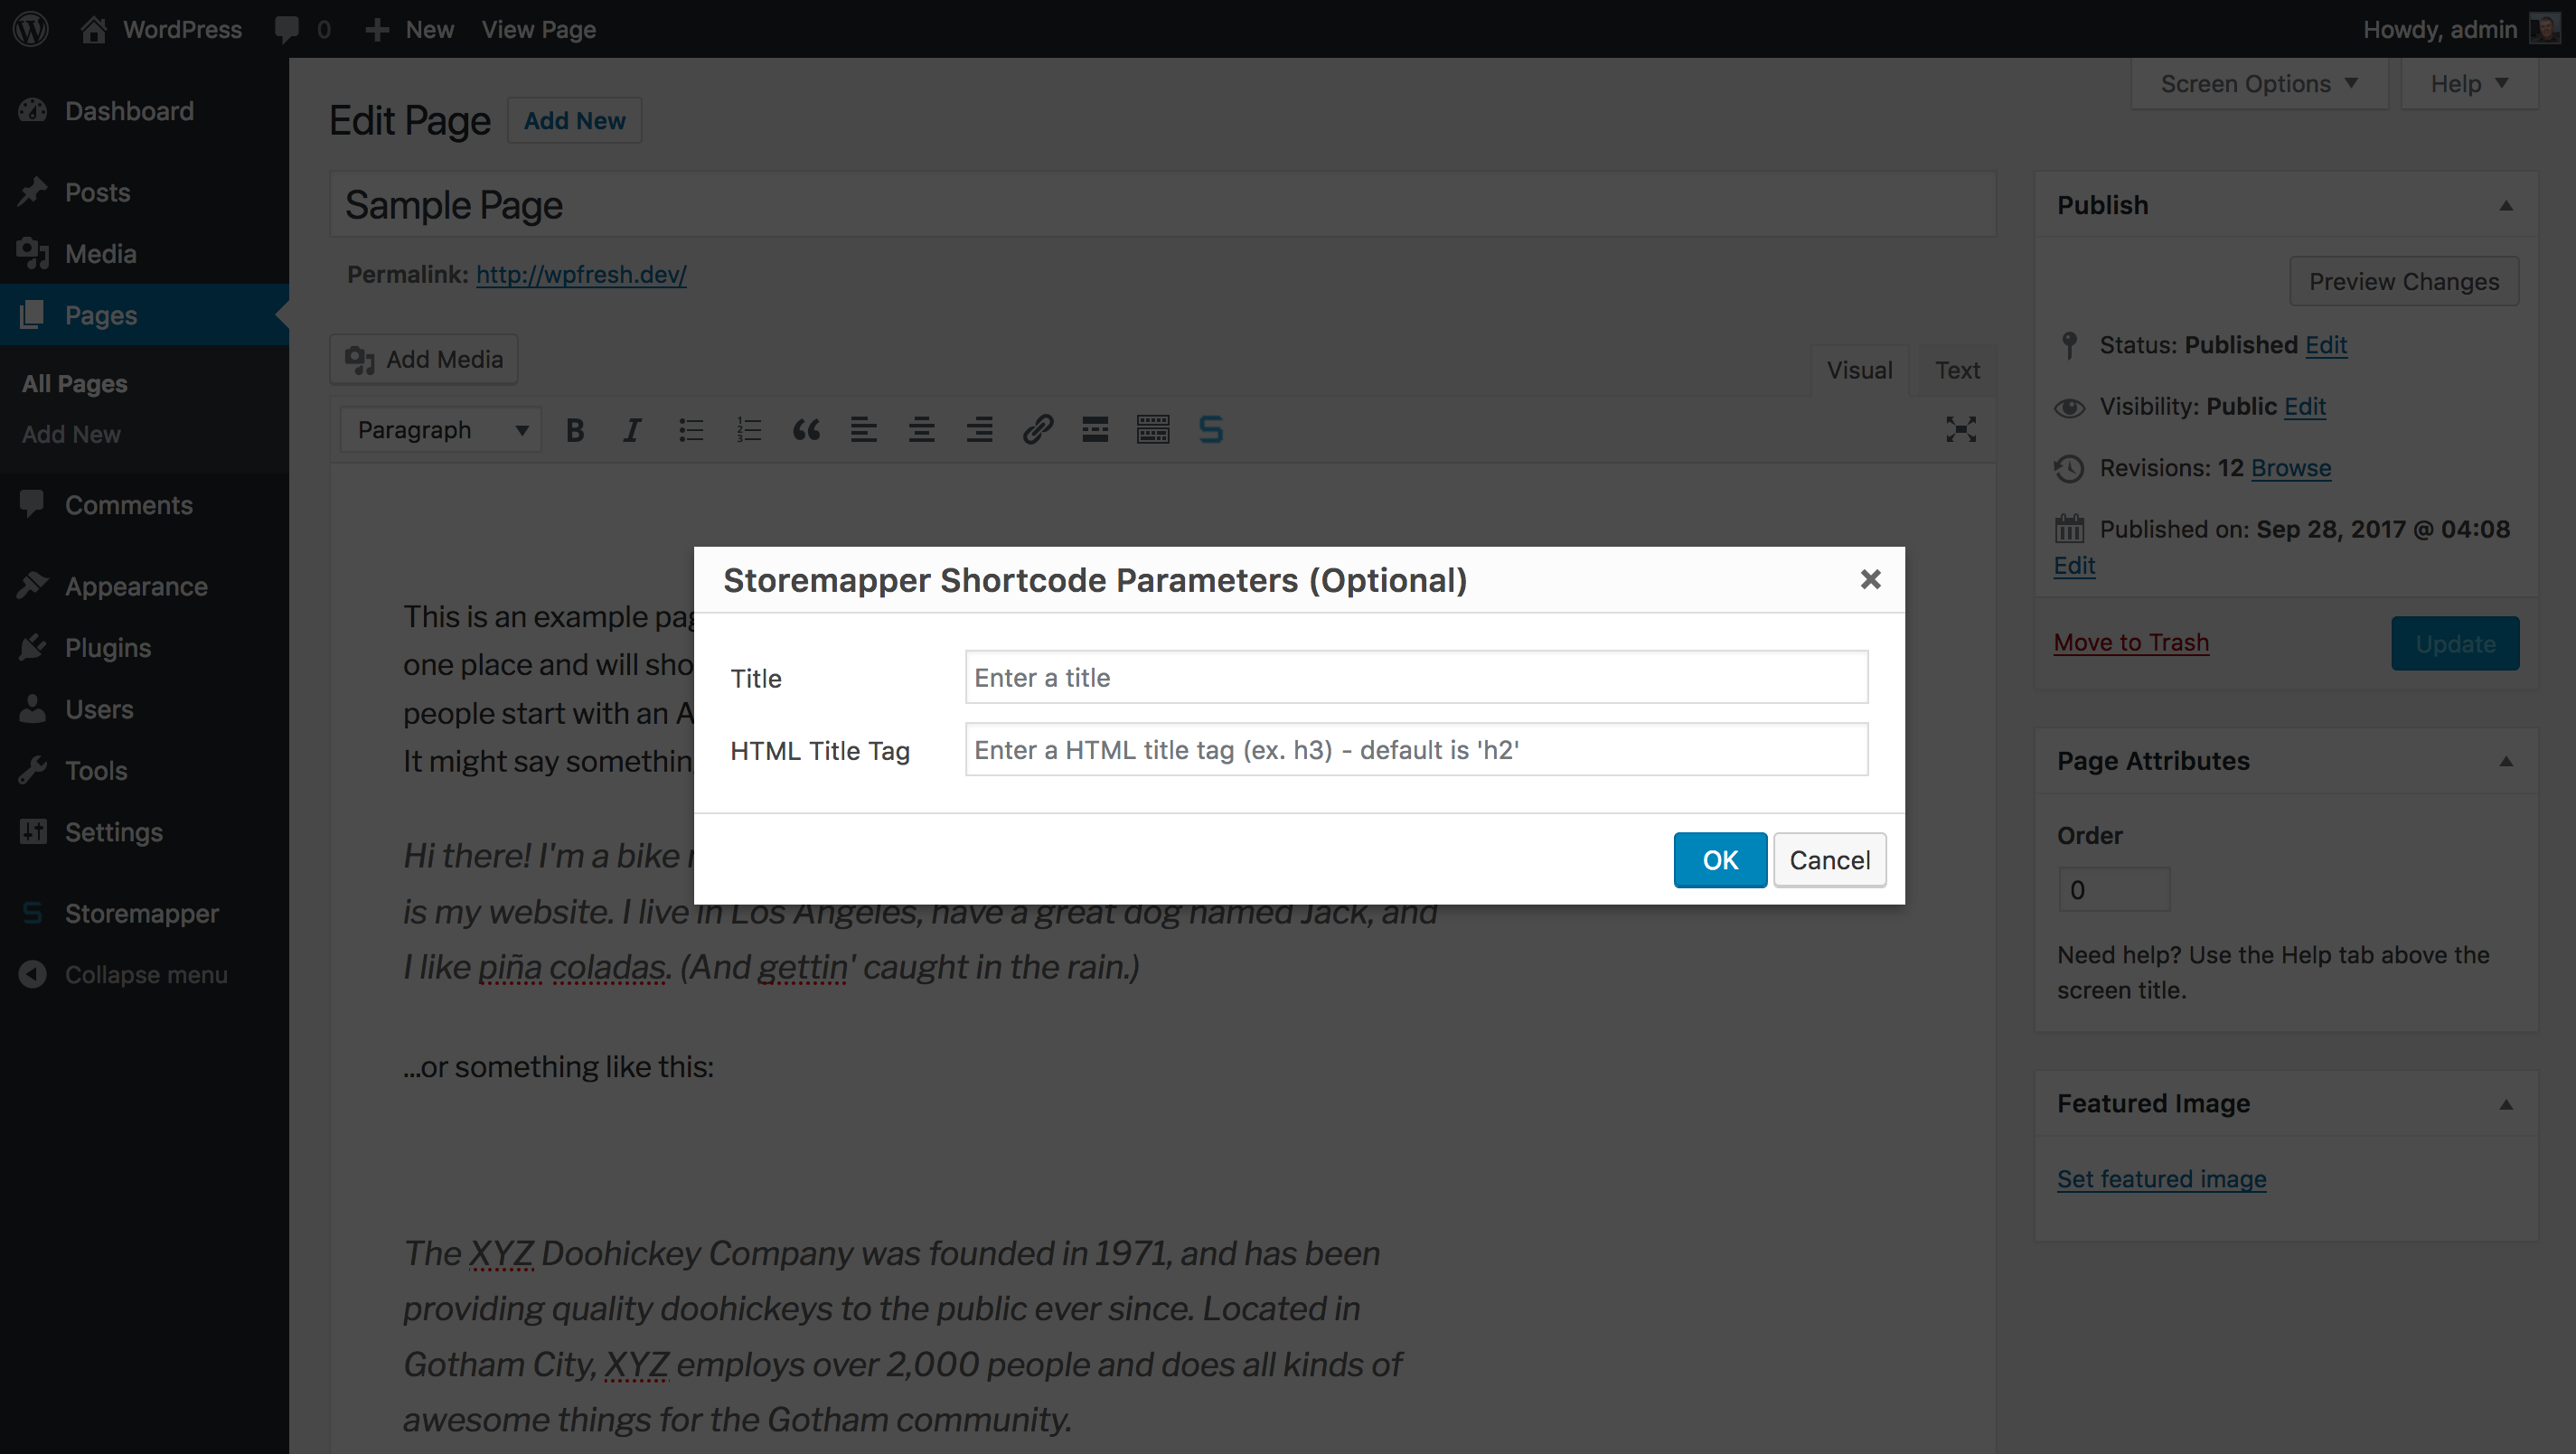 WordPress 0 New View Page Howdy, admin
Screen Options Help
Dashboard
Posts
Media
Pages
All Pages
Add New
Comments
Appearance
Plugins
Users
Tools
Settings
Storemapper
Collapse menu
Edit Page Add New
Sample Page
Permalink: http://wpfresh.dev/
Add Media
Visual Text
Paragraph
This is an example pag
one place and will sho
people start with an A
It might say somethin
Hi there! I'm a bike
is my website. I live in Los Angeles, have a great dog named Jack, and
I like piña coladas. (And gettin' caught in the rain.)
...or something like this:
The XYZ Doohickey Company was founded in 1971, and has been
providing quality doohickeys to the public ever since. Located in
Gotham City, XYZ employs over 2,000 people and does all kinds of
awesome things for the Gotham community.
Storemapper Shortcode Parameters (Optional)
Title Enter a title
HTML Title Tag Enter a HTML title tag (ex. h3) - default is 'h2'
OK Cancel
Publish
Preview Changes
Status: Published Edit
Visibility: Public Edit
Revisions: 12 Browse
Published on: Sep 28, 2017 @ 04:08
Edit
Move to Trash Update
Page Attributes
Order
0
Need help? Use the Help tab above the
screen title.
Featured Image
Set featured image